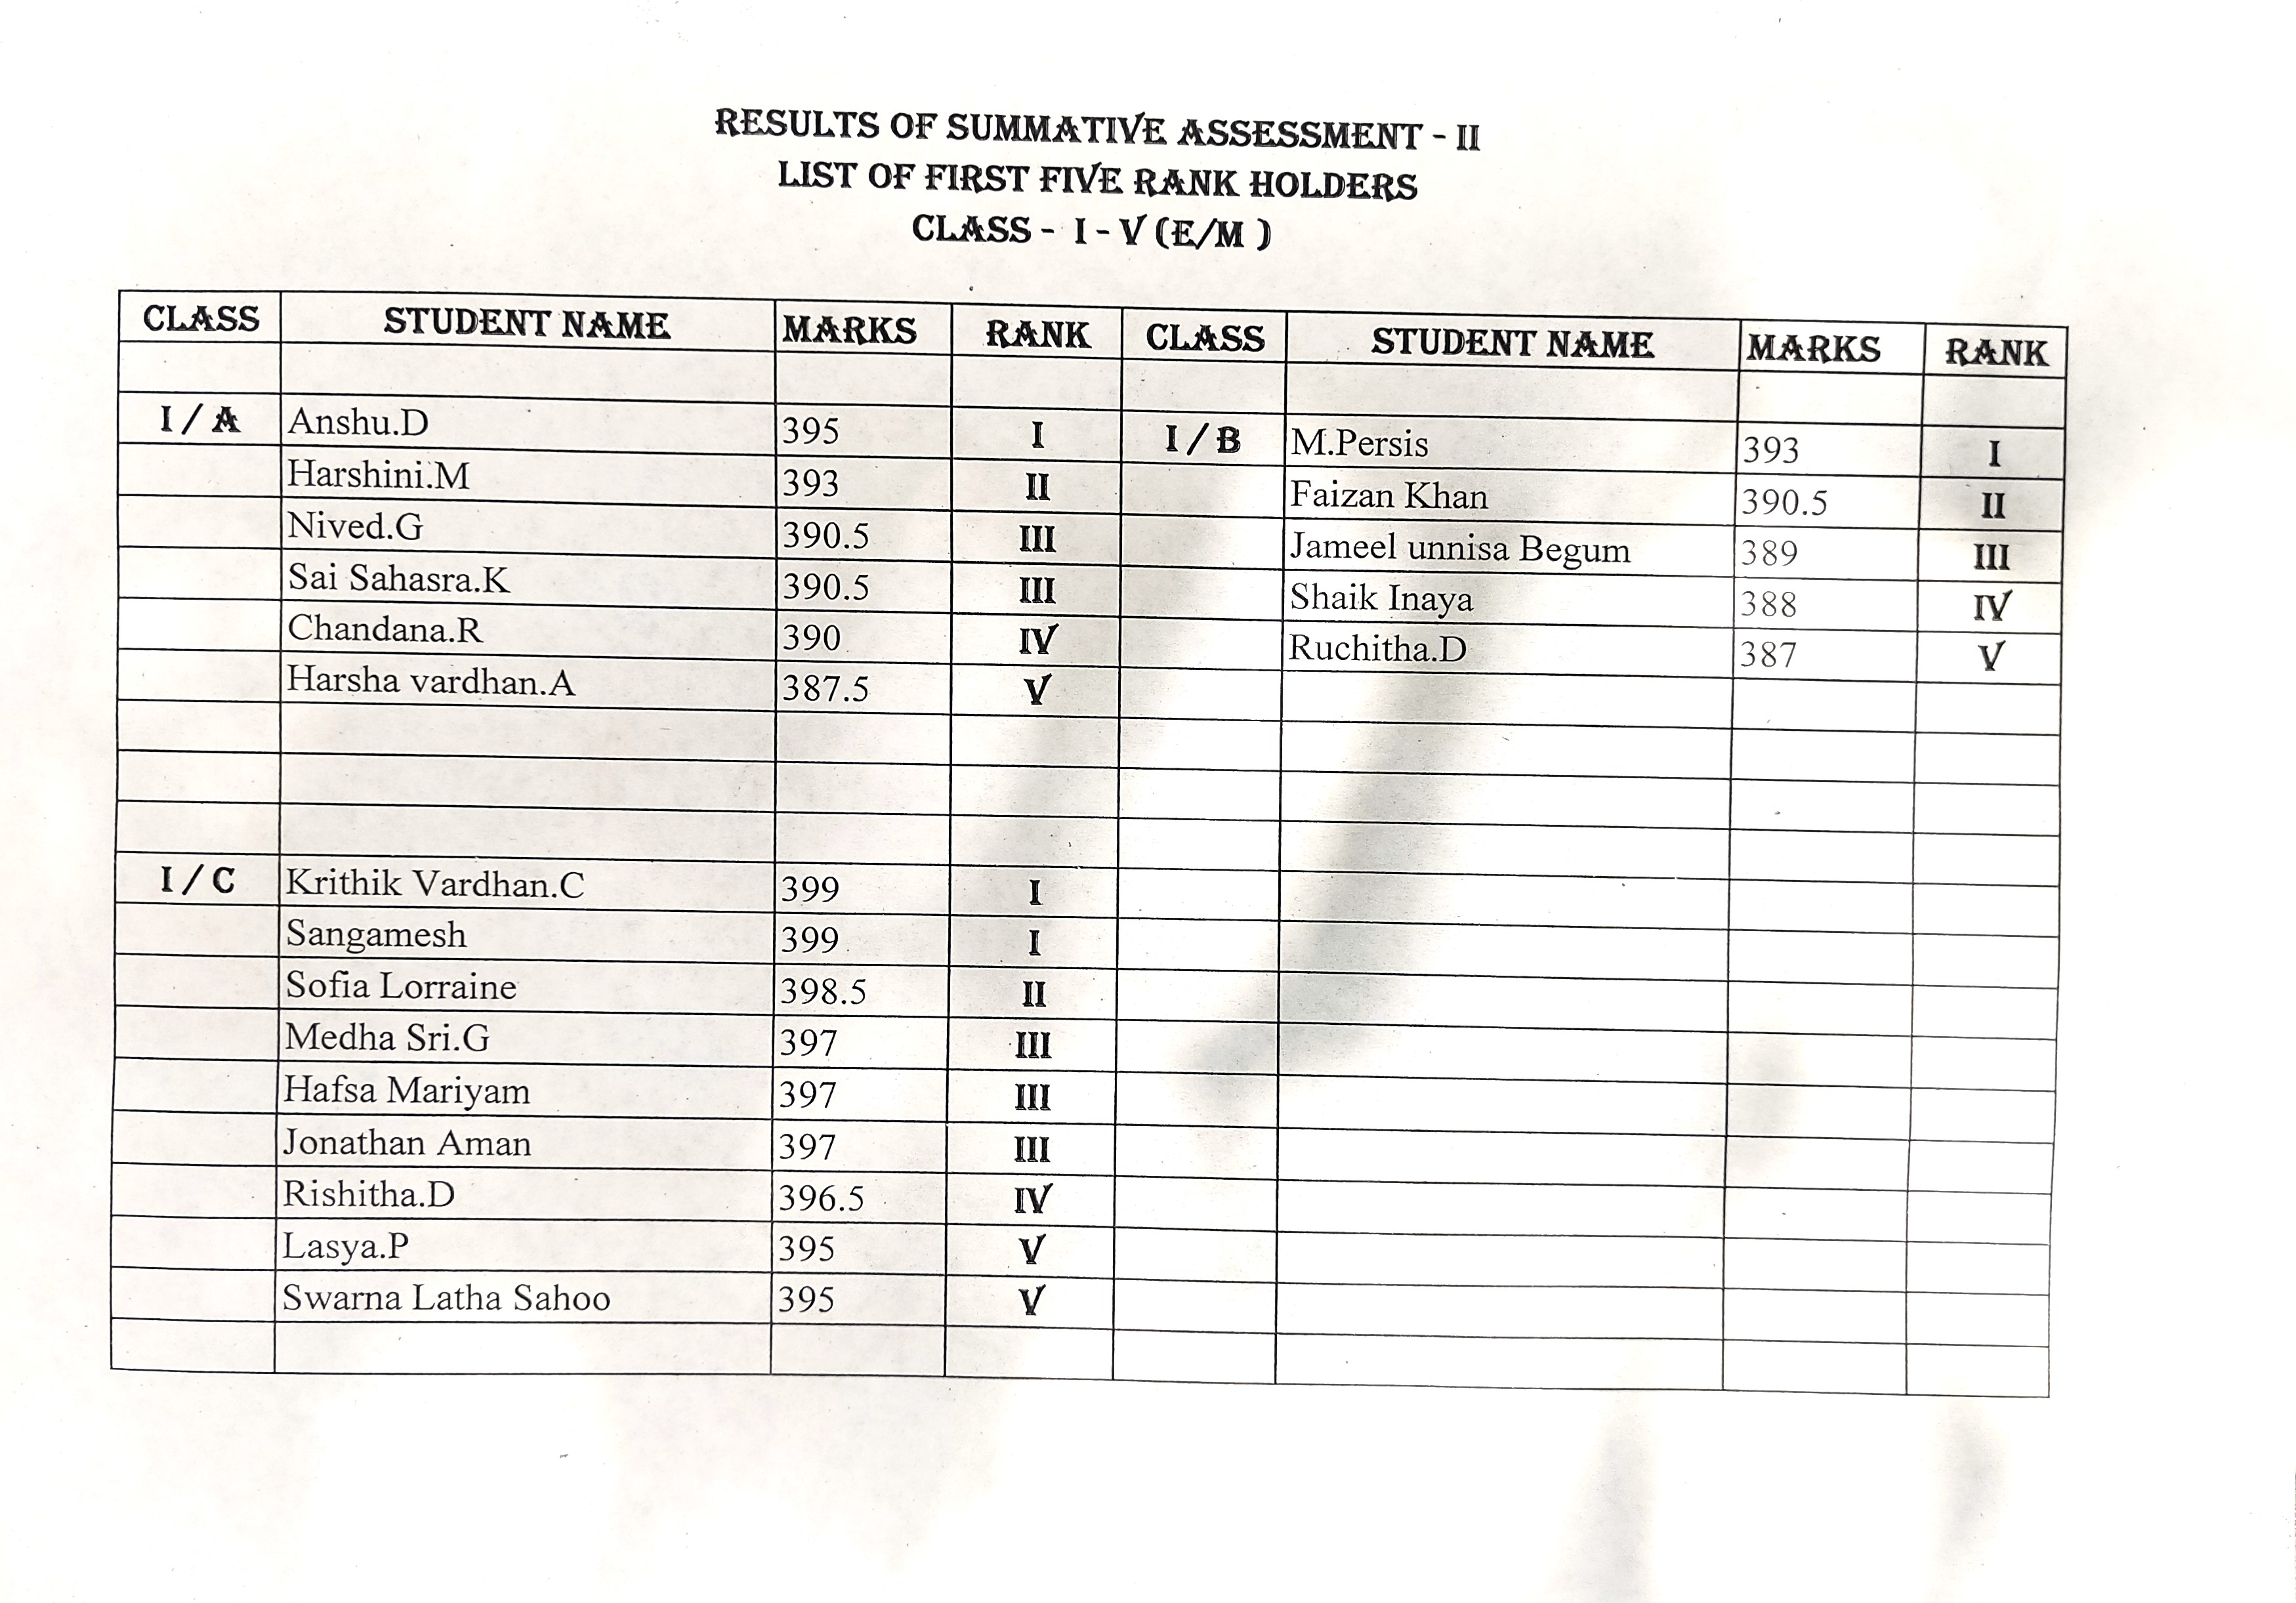 RESULTS OF SUMMATIVE ASSESSMENT - II
LIST OF FIRST FIVE RANK HOLDERS
CLASS - I - V (E/M )
CLASS STUDENT NAME MARKS RANK CLASS STUDENT NAME MARKS RANK
I / A Anshu.D 395 I I / B M.Persis 393 I
Harshini.M 393 II Faizan Khan 390.5 II
Nived.G 390.5 III Jameel unnisa Begum 389 III
Sai Sahasra.K 390.5 III Shaik Inaya 388 IV
Chandana.R 390 IV Ruchitha.D 387 V
Harsha vardhan.A 387.5 V
I / C Krithik Vardhan.C 399 I
Sangamesh 399 I
Sofia Lorraine 398.5 II
Medha Sri.G 397 III
Hafsa Mariyam 397 III
Jonathan Aman 397 III
Rishitha.D 396.5 IV
Lasya.P 395 V
Swarna Latha Sahoo 395 V